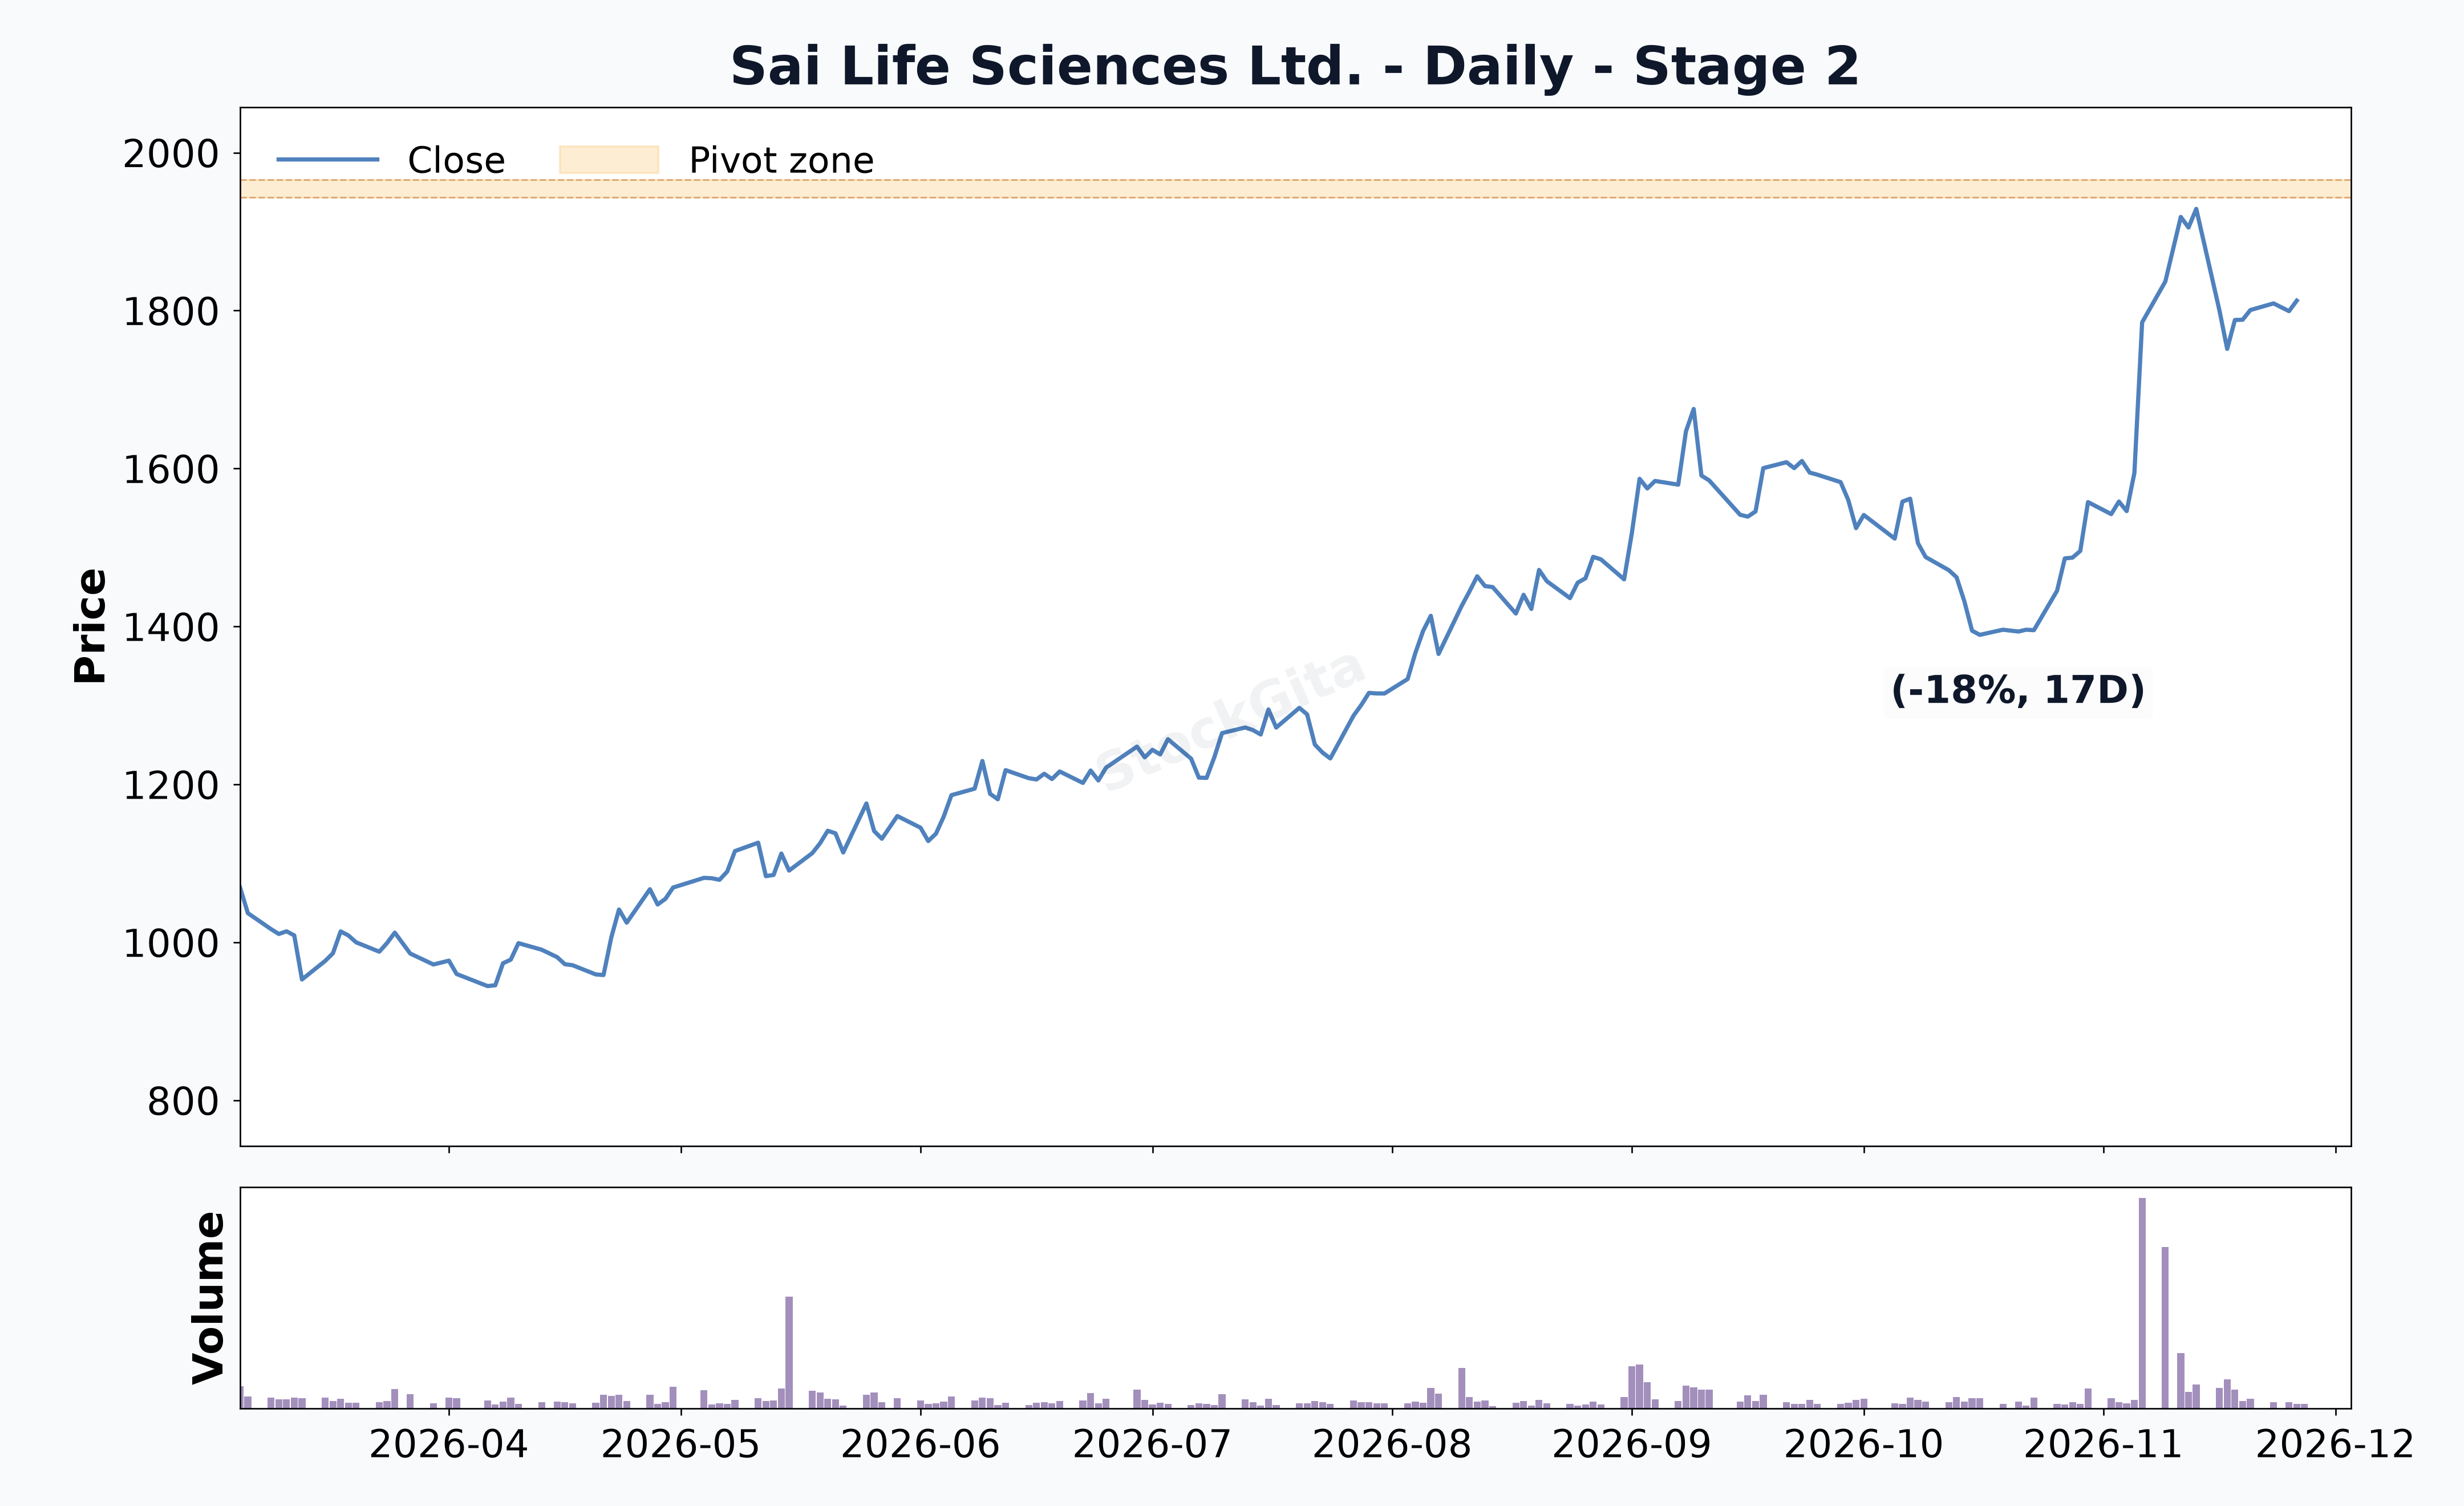 Sai Life Sciences Ltd. - Daily - Stage 2
Close
Pivot zone
Price
2000
1800
1600
1400
1200
1000
800
StockGita
(-18%, 17D)
Volume
2026-04
2026-05
2026-06
2026-07
2026-08
2026-09
2026-10
2026-11
2026-12